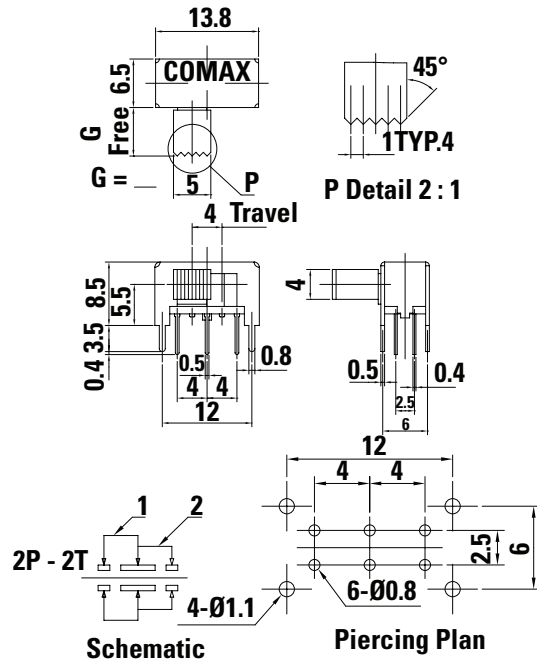 13.8
COMAX
6.5
G
Free
G = __
5
P
45°
1TYP.4
P Detail 2 : 1
4 Travel
8.5
5.5
3.5
0.4
0.5
4 4
0.8
12
4
0.5
0.4
2.5
6
1 2
2P - 2T
Schematic
12
4 4
2.5
6
4-Ø1.1
6-Ø0.8
Piercing Plan